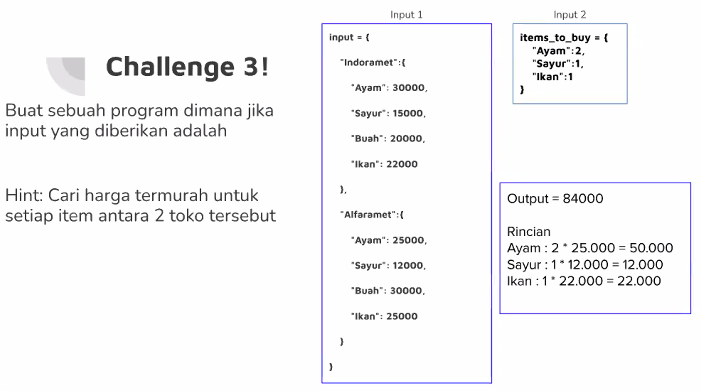 Challenge 3!
Buat sebuah program dimana jika
input yang diberikan adalah
Hint: Cari harga termurah untuk
setiap item antara 2 toko tersebut
Input 1
input = {
"Indoramet":{
"Ayam": 30000,
"Sayur": 15000,
"Buah": 20000,
"Ikan": 22000
},
"Alfaramet":{
"Ayam": 25000,
"Sayur": 12000,
"Buah": 30000,
"Ikan": 25000
}
}
Input 2
items_to_buy = {
"Ayam":2,
"Sayur":1,
"Ikan":1
}
Output = 84000
Rincian
Ayam : 2 * 25.000 = 50.000
Sayur : 1 * 12.000 = 12.000
Ikan : 1 * 22.000 = 22.000